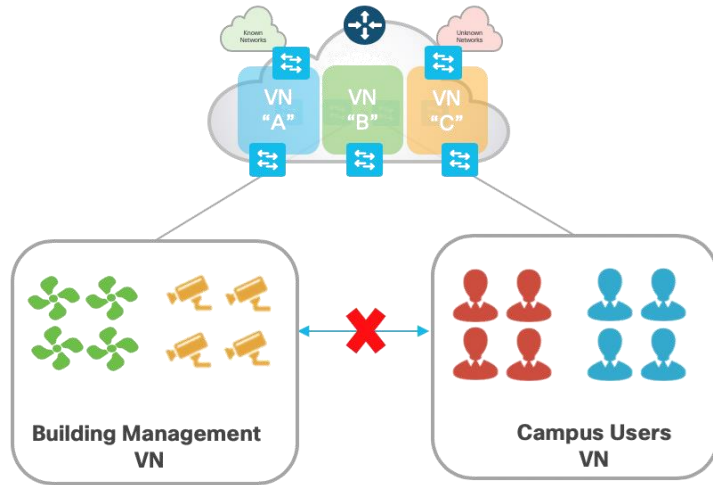 Known
Networks
Unknown
Networks
VN
“A”
VN
“B”
VN
“C”
Building Management
VN
Campus Users
VN